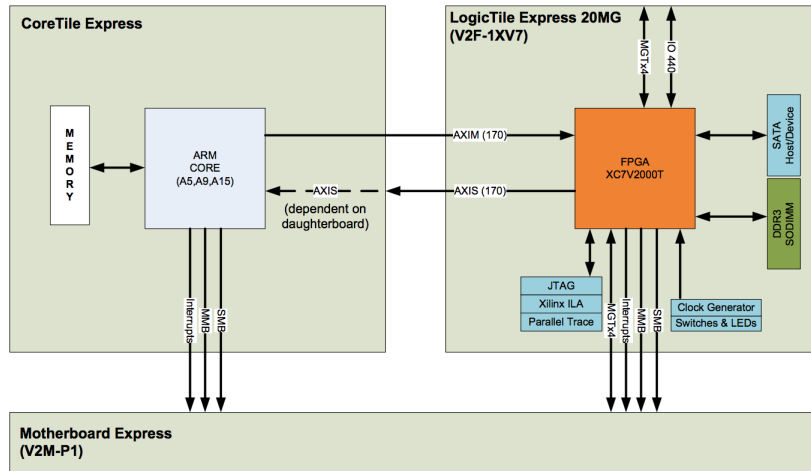 CoreTile Express
LogicTile Express 20MG
(V2F-1XV7)
MGTx4
IO 440
MEMORY
ARM
CORE
(A5,A9,A15)
AXIM (170)
FPGA
XC7V2000T
SATA
Host/Device
AXIS
AXIS (170)
(dependent on
daughterboard)
DDR3
SODIMM
JTAG
Xilinx ILA
Parallel Trace
Clock Generator
Switches & LEDs
Interrupts
MMB
SMB
MGTx4
Interrupts
MMB
SMB
Motherboard Express
(V2M-P1)